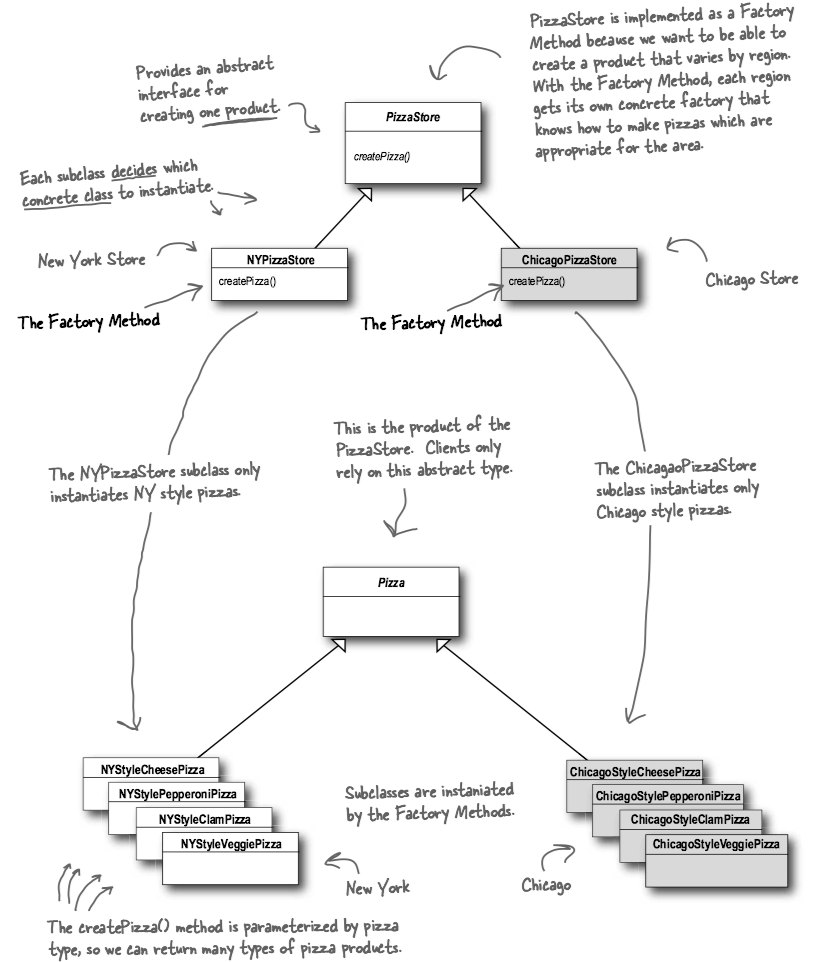 PizzaStore is implemented as a Factory
Method because we want to be able to
create a product that varies by region.
With the Factory Method, each region
gets its own concrete factory that
knows how to make pizzas which are
appropriate for the area.
Provides an abstract
interface for
creating one product.
PizzaStore
createPizza()
Each subclass decides which
concrete class to instantiate.
New York Store
NYPizzaStore
createPizza()
ChicagoPizzaStore
createPizza()
Chicago Store
The Factory Method
The Factory Method
This is the product of the
PizzaStore. Clients only
rely on this abstract type.
The NYPizzaStore subclass only
instantiates NY style pizzas.
The ChicagaoPizzaStore
subclass instantiates only
Chicago style pizzas.
Pizza
NYStyleCheesePizza
NYStylePepperoniPizza
NYStyleClamPizza
NYStyleVeggiePizza
Subclasses are instaniated
by the Factory Methods.
ChicagoStyleCheesePizza
ChicagoStylePepperoniPizza
ChicagoStyleClamPizza
ChicagoStyleVeggiePizza
New York
Chicago
The createPizza() method is parameterized by pizza
type, so we can return many types of pizza products.